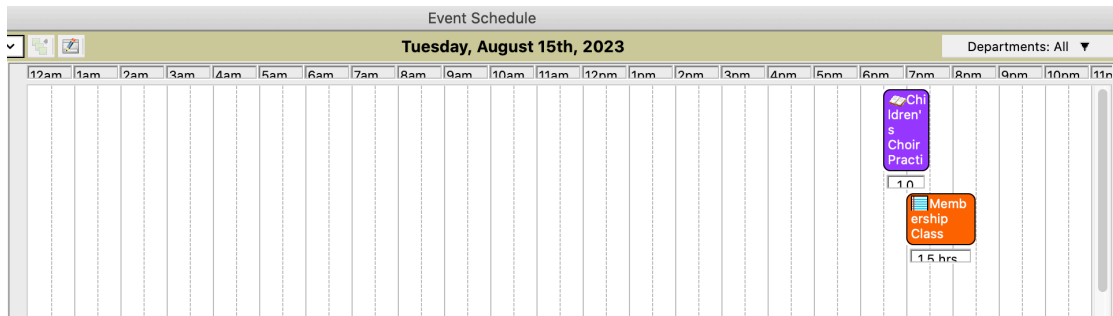 Event Schedule
Tuesday, August 15th, 2023
Departments: All ▼
12am 1am 2am 3am 4am 5am 6am 7am 8am 9am 10am 11am 12pm 1pm 2pm 3pm 4pm 5pm 6pm 7pm 8pm 9pm 10pm 11p
Chi
ldren'
s
Choir
Practi
1.0
Memb
ership
Class
1.5 hrs